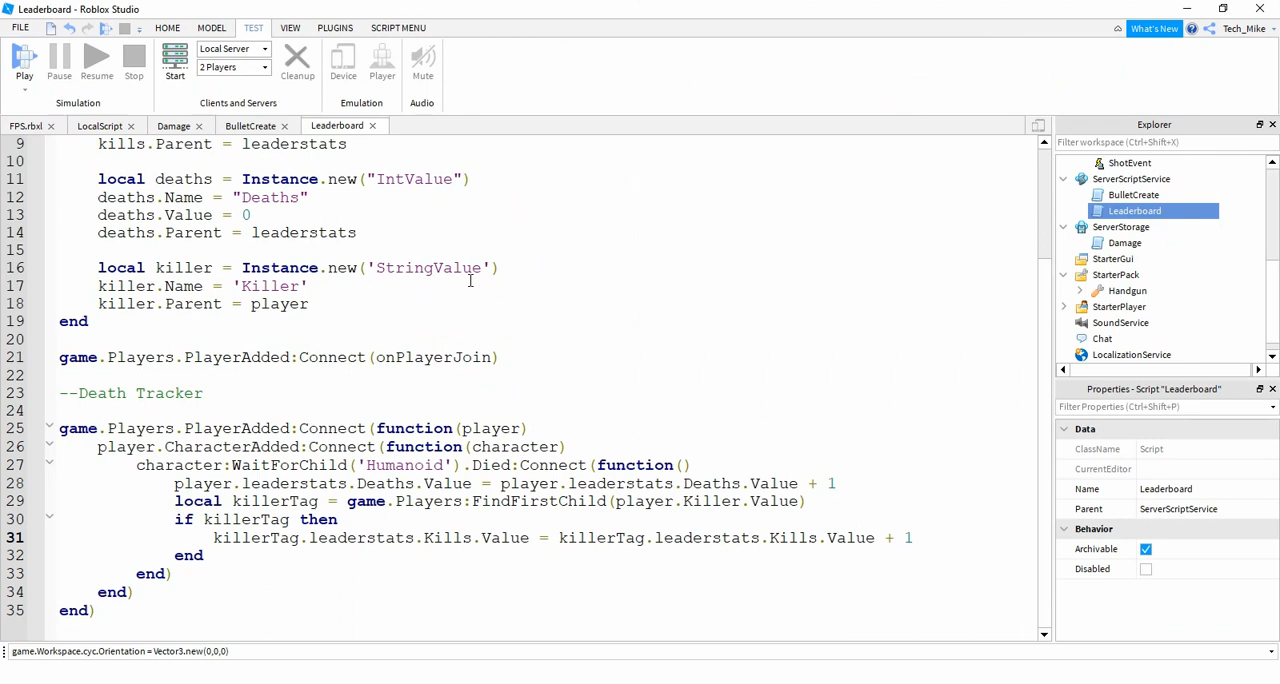 Leaderboard - Roblox Studio
FILE HOME MODEL TEST VIEW PLUGINS SCRIPT MENU What's New Tech_Mike
Play Pause Resume Stop Start Local Server 2 Players Cleanup Device Player Mute
Simulation Clients and Servers Emulation Audio
FPS.rbxl LocalScript Damage BulletCreate Leaderboard
9 kills.Parent = leaderstats
10
11 local deaths = Instance.new("IntValue")
12 deaths.Name = "Deaths"
13 deaths.Value = 0
14 deaths.Parent = leaderstats
15
16 local killer = Instance.new('StringValue')
17 killer.Name = 'Killer'
18 killer.Parent = player
19 end
20
21 game.Players.PlayerAdded:Connect(onPlayerJoin)
22
23 --Death Tracker
24
25 game.Players.PlayerAdded:Connect(function(player)
26 player.CharacterAdded:Connect(function(character)
27 character:WaitForChild('Humanoid').Died:Connect(function()
28 player.leaderstats.Deaths.Value = player.leaderstats.Deaths.Value + 1
29 local killerTag = game.Players:FindFirstChild(player.Killer.Value)
30 if killerTag then
31 killerTag.leaderstats.Kills.Value = killerTag.leaderstats.Kills.Value + 1
32 end
33 end)
34 end)
35 end)
Explorer
Filter workspace (Ctrl+Shift+X)
ShotEvent
ServerScriptService
BulletCreate
Leaderboard
ServerStorage
Damage
StarterGui
StarterPack
Handgun
StarterPlayer
SoundService
Chat
LocalizationService
Properties - Script "Leaderboard"
Filter Properties (Ctrl+Shift+P)
Data
ClassName Script
CurrentEditor
Name Leaderboard
Parent ServerScriptService
Behavior
Archivable
Disabled
game.Workspace.cyc.Orientation = Vector3.new(0,0,0)